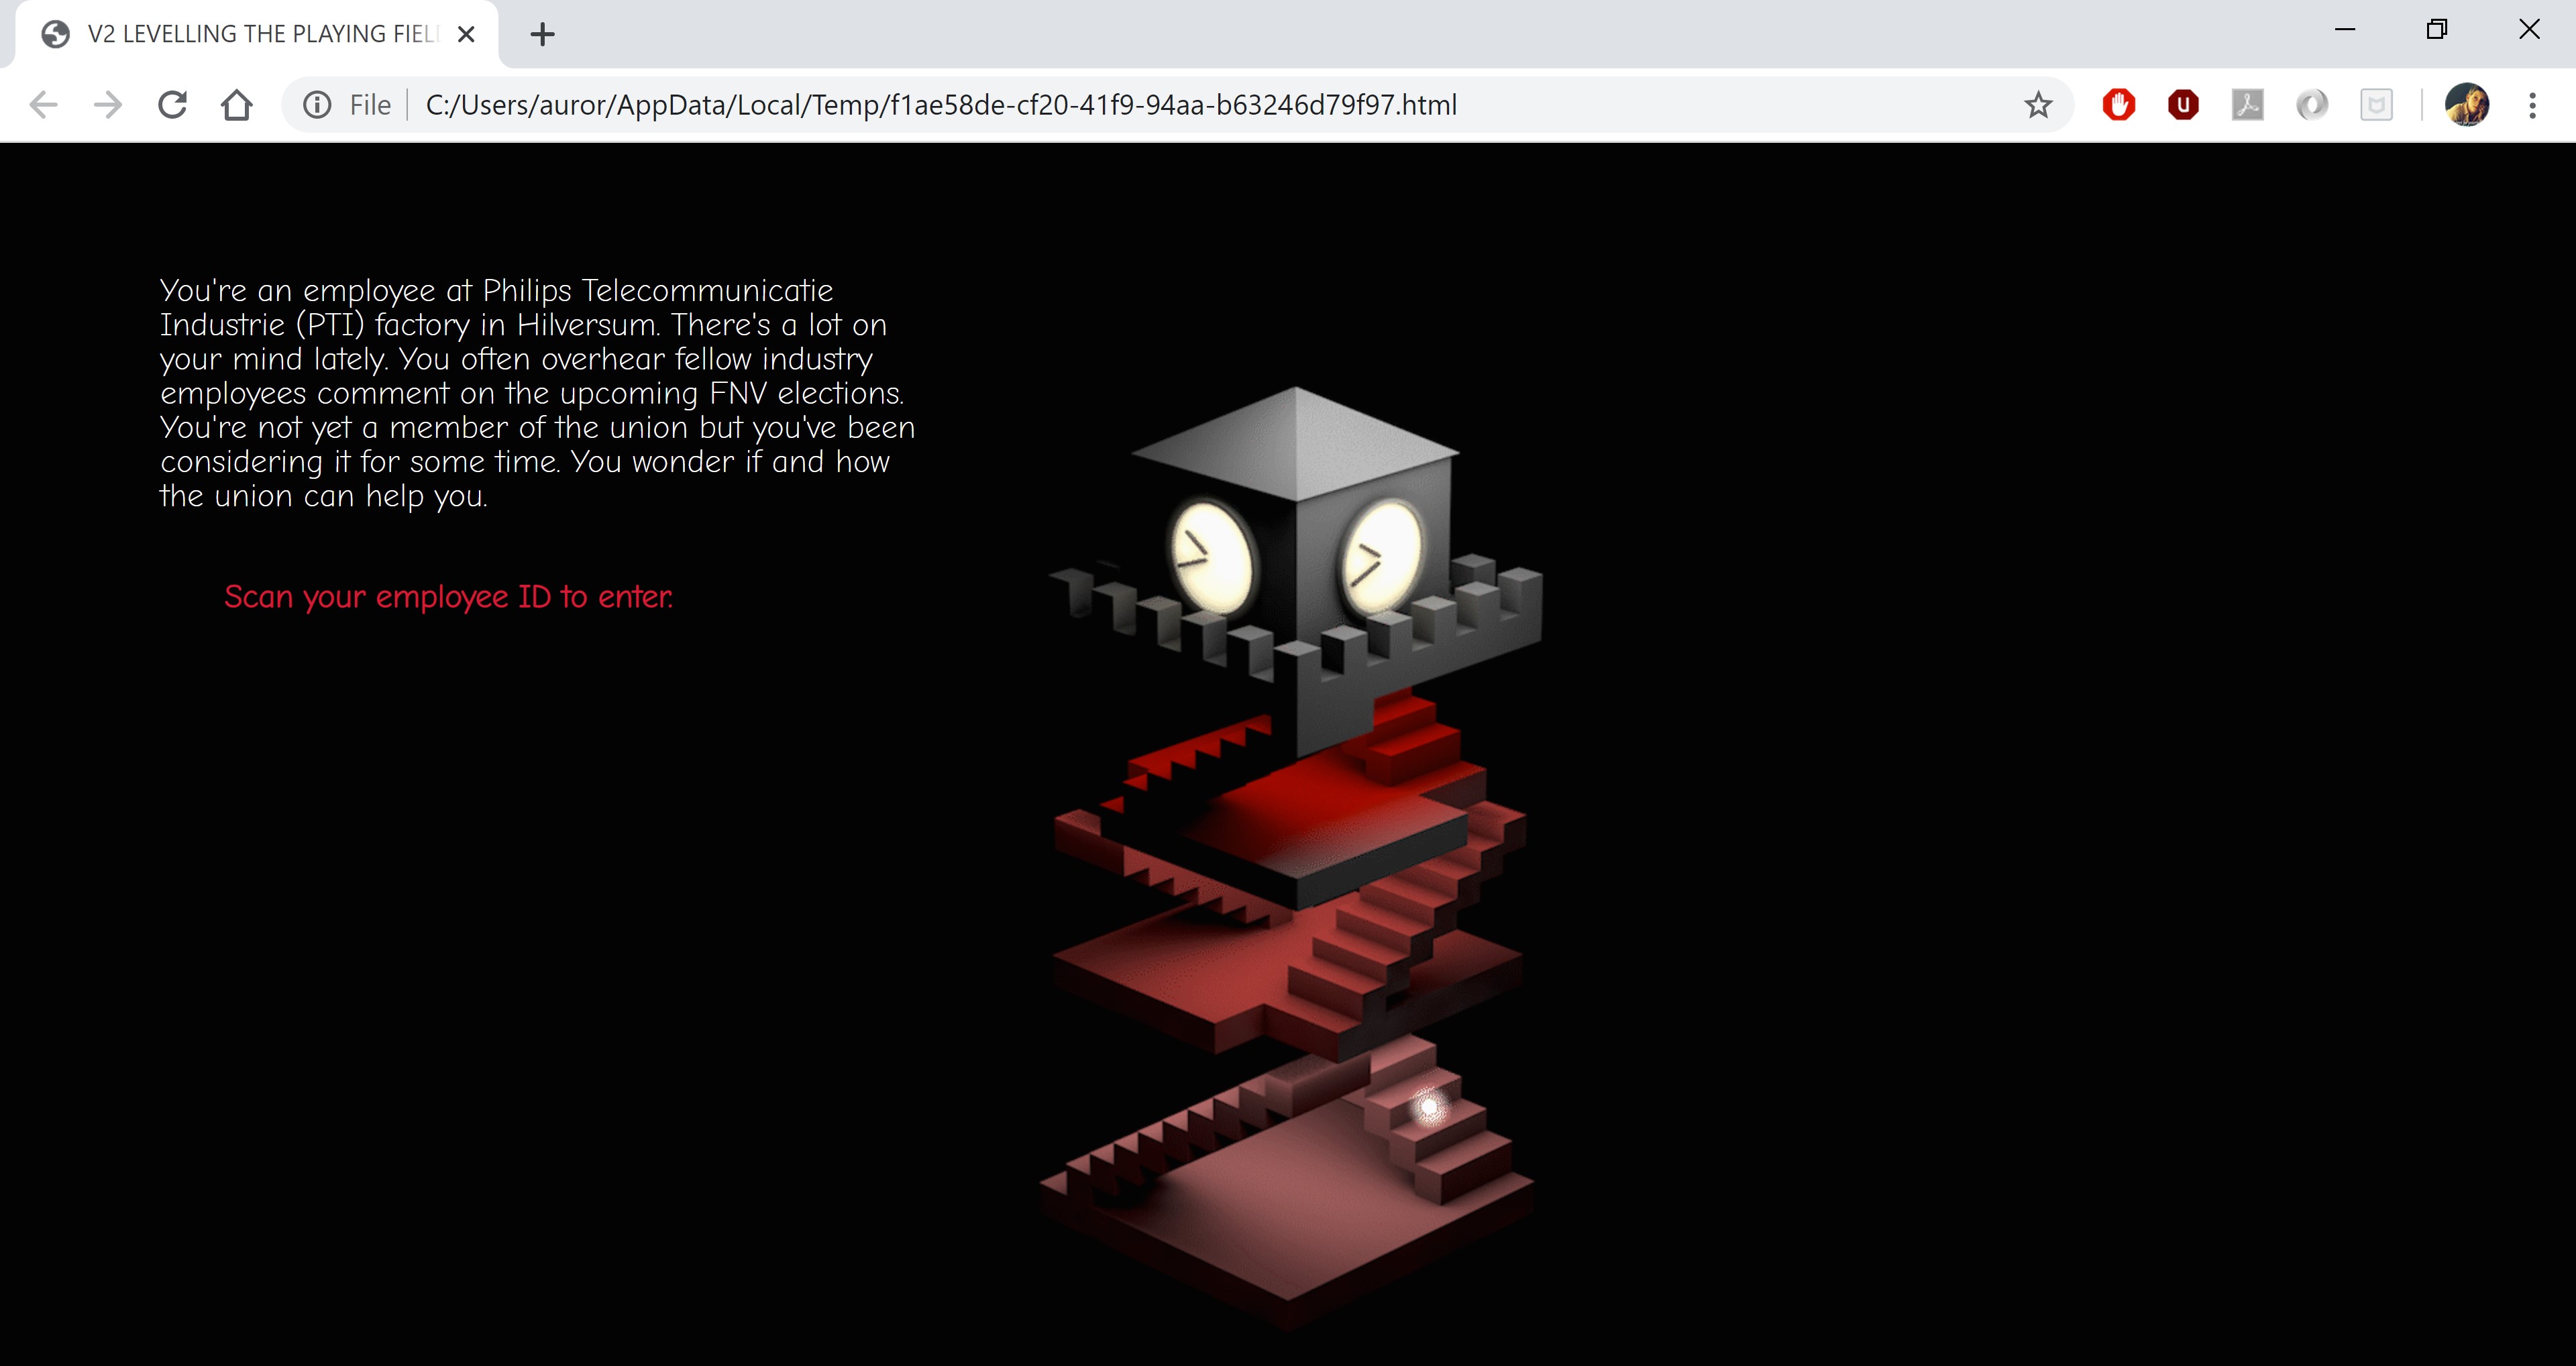 V2 LEVELLING THE PLAYING FIEL
File
C:/Users/auror/AppData/Local/Temp/f1ae58de-cf20-41f9-94aa-b63246d79f97.html
You're an employee at Philips Telecommunicatie
Industrie (PTI) factory in Hilversum. There's a lot on
your mind lately. You often overhear fellow industry
employees comment on the upcoming FNV elections.
You're not yet a member of the union but you've been
considering it for some time. You wonder if and how
the union can help you.
Scan your employee ID to enter.